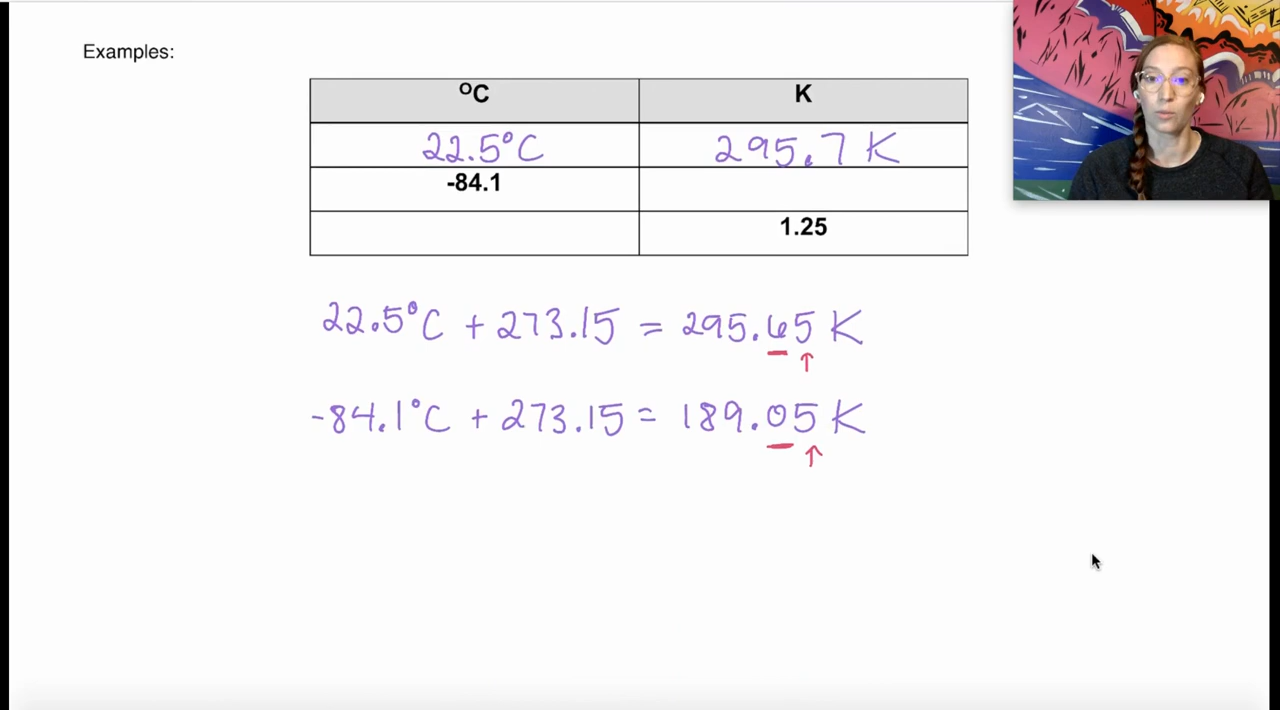 Examples:
ºC K
22.5°C 295.7 K
-84.1
1.25
22.5°C + 273.15 = 295.65 K
-84.1°C + 273.15 = 189.05 K